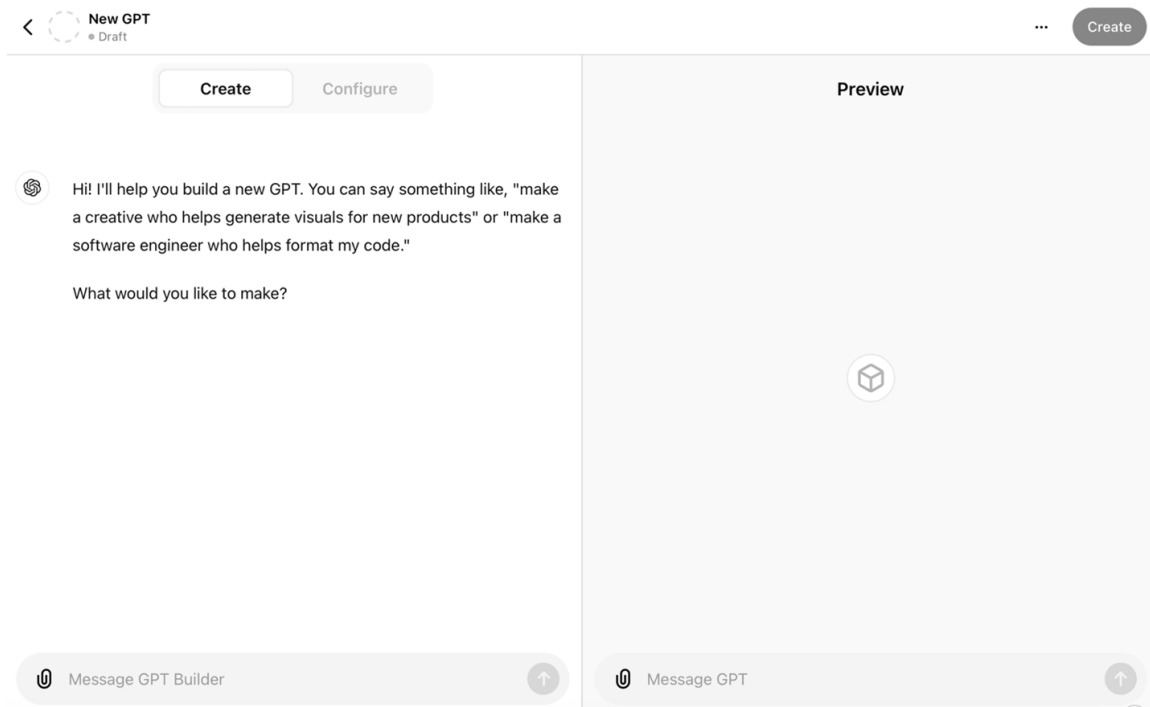 New GPT
Draft
Create
Create
Configure
Preview
Hi! I'll help you build a new GPT. You can say something like, "make
a creative who helps generate visuals for new products" or "make a
software engineer who helps format my code."
What would you like to make?
Message GPT Builder
Message GPT